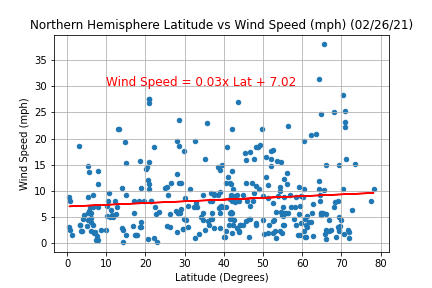 Northern Hemisphere Latitude vs Wind Speed (mph) (02/26/21)
35
30
25
20
15
10
5
0
Wind Speed (mph)
Wind Speed = 0.03x Lat + 7.02
0 10 20 30 40 50 60 70 80
Latitude (Degrees)